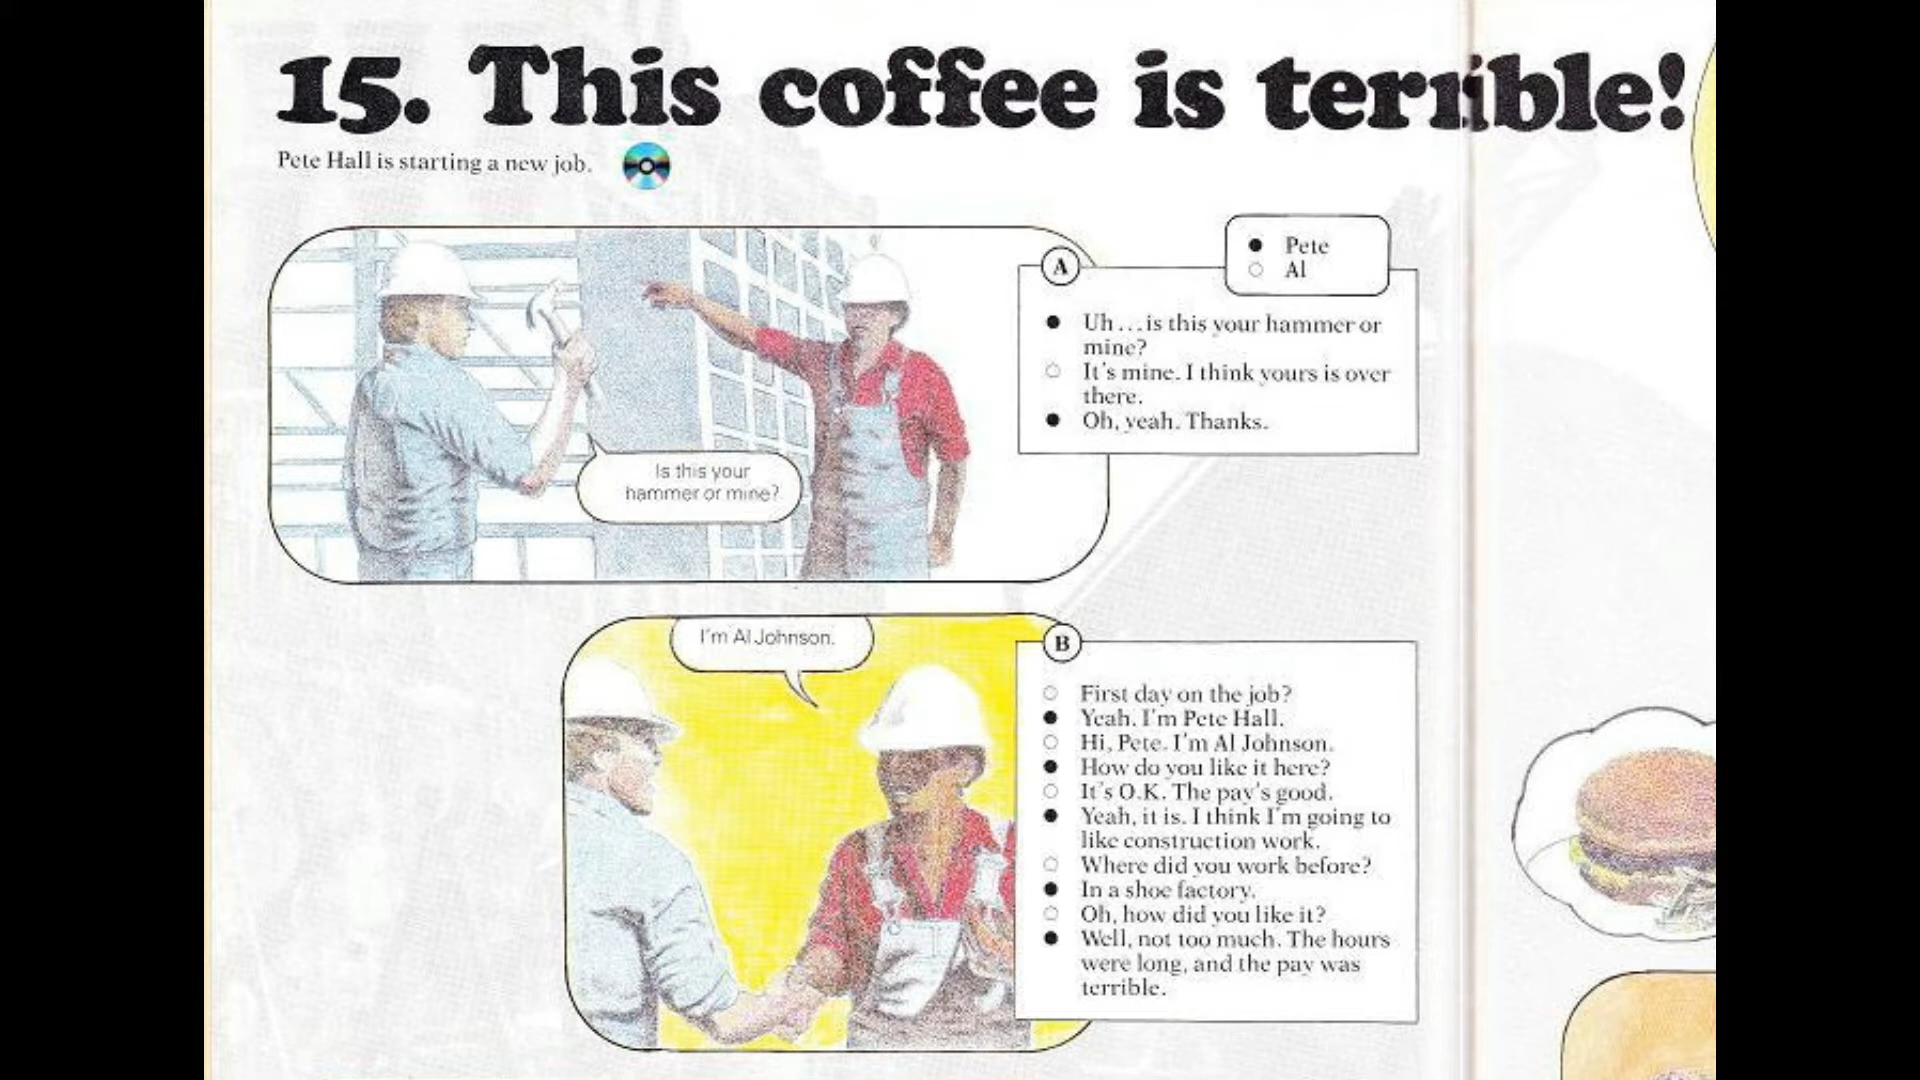 15. This coffee is terrible!
Pete Hall is starting a new job.
● Pete
○ Al
A
● Uh...is this your hammer or
mine?
○ It's mine. I think yours is over
there.
● Oh, yeah. Thanks.
Is this your
hammer or mine?
I'm Al Johnson.
B
○ First day on the job?
● Yeah. I'm Pete Hall.
○ Hi, Pete. I'm Al Johnson.
● How do you like it here?
○ It's O.K. The pay's good.
● Yeah, it is. I think I'm going to
like construction work.
○ Where did you work before?
● In a shoe factory.
○ Oh, how did you like it?
● Well, not too much. The hours
were long, and the pay was
terrible.